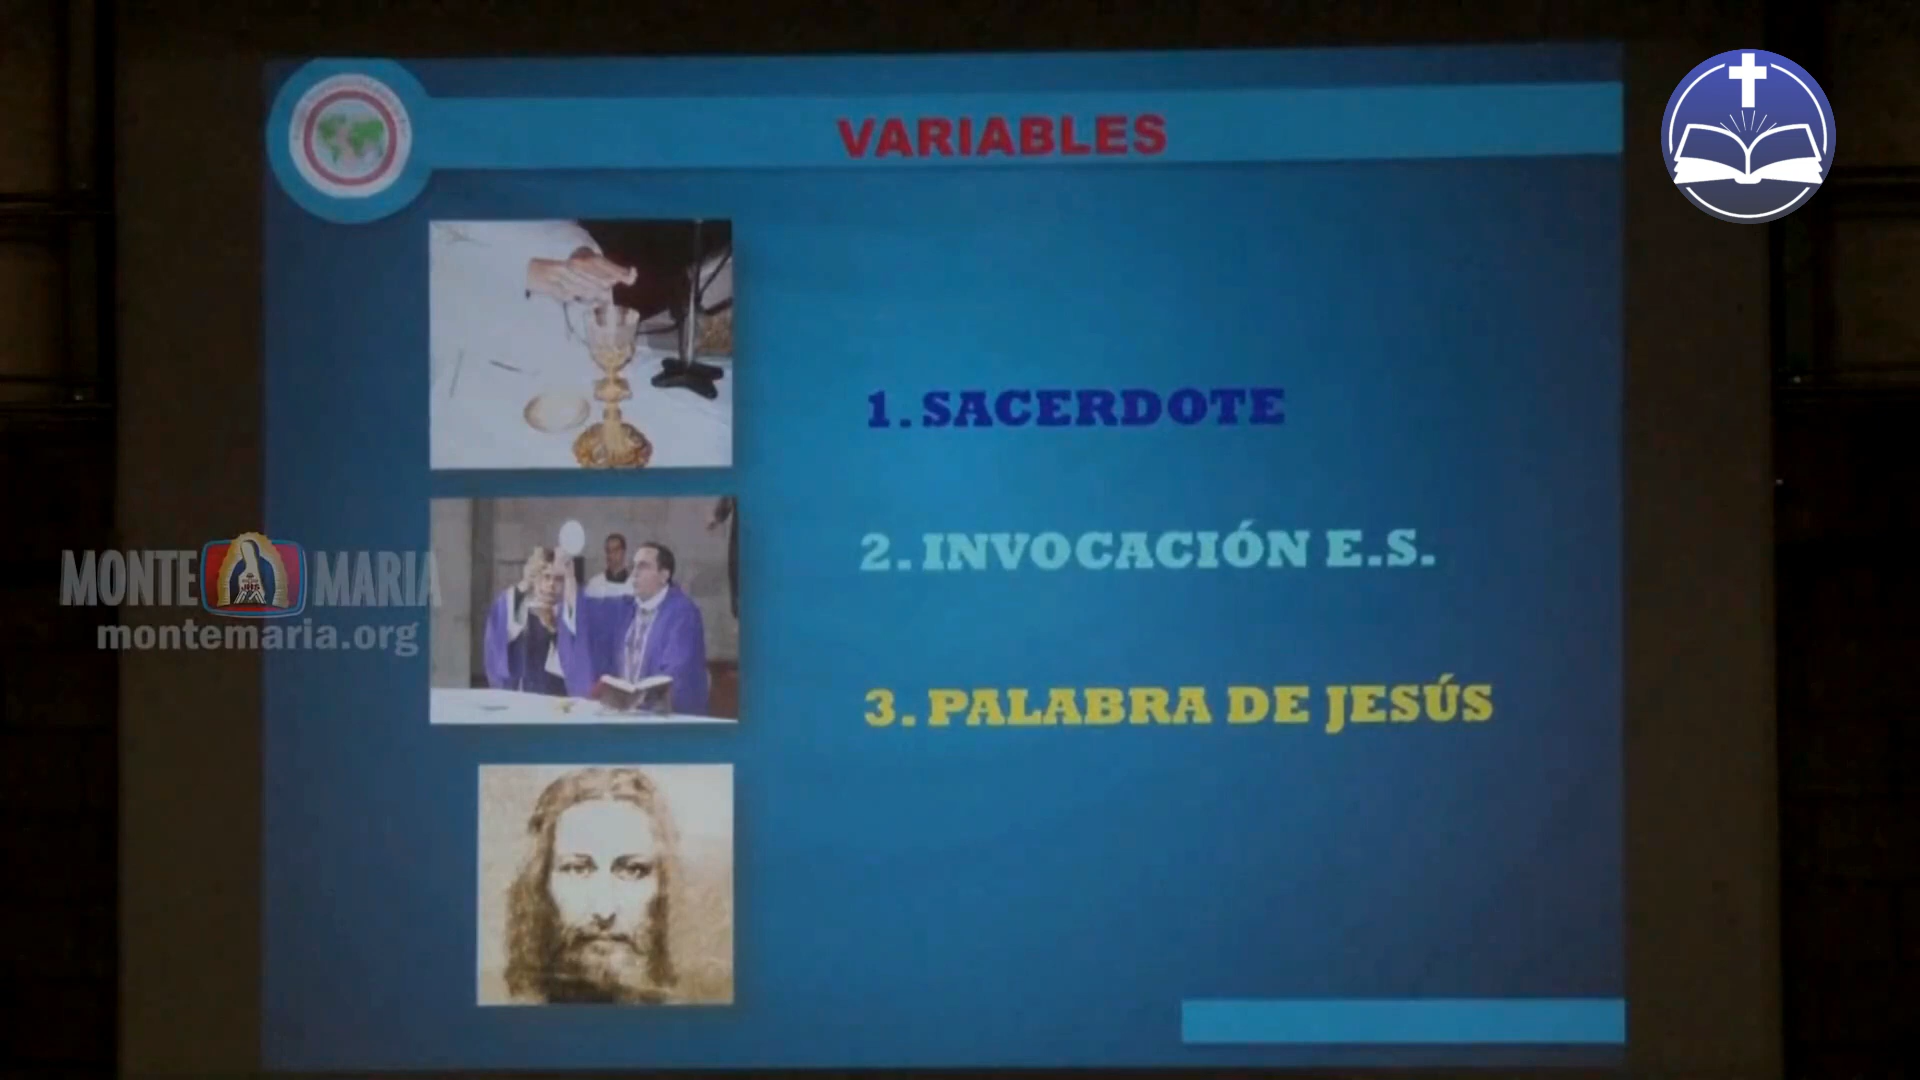 VARIABLES
1. SACERDOTE
2. INVOCACIÓN E.S.
3. PALABRA DE JESÚS
MONTE MARIA
montemaria.org